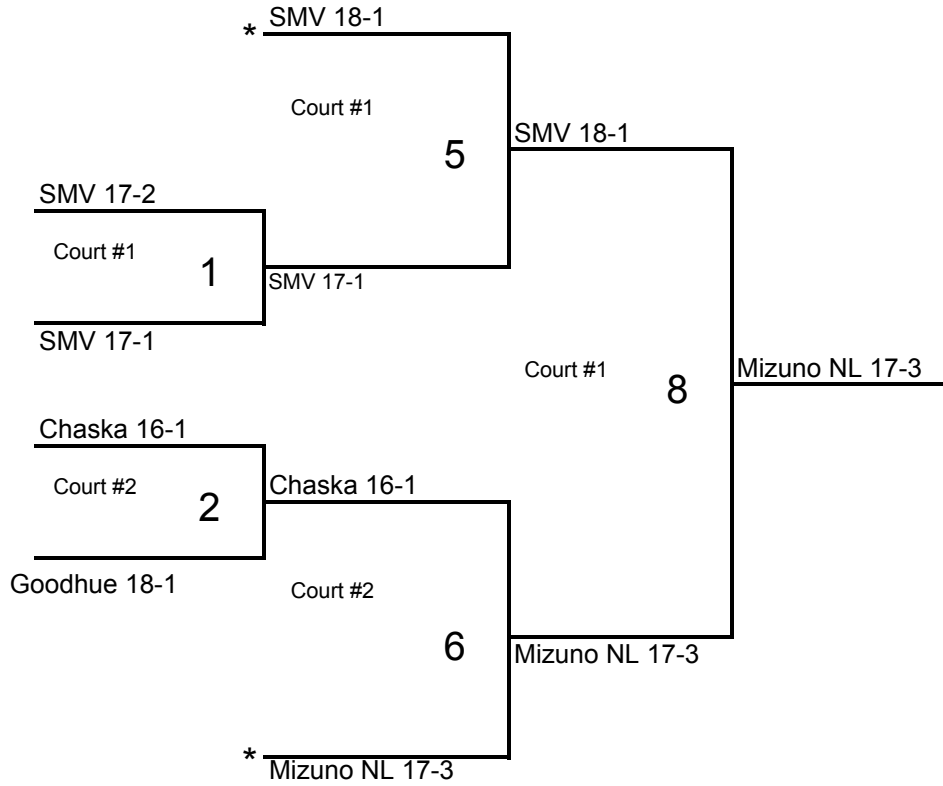 * SMV 18-1
Court #1
5
SMV 18-1
SMV 17-2
Court #1
1
SMV 17-1
SMV 17-1
Court #1
8
Mizuno NL 17-3
Chaska 16-1
Court #2
2
Chaska 16-1
Goodhue 18-1
Court #2
6
Mizuno NL 17-3
* Mizuno NL 17-3